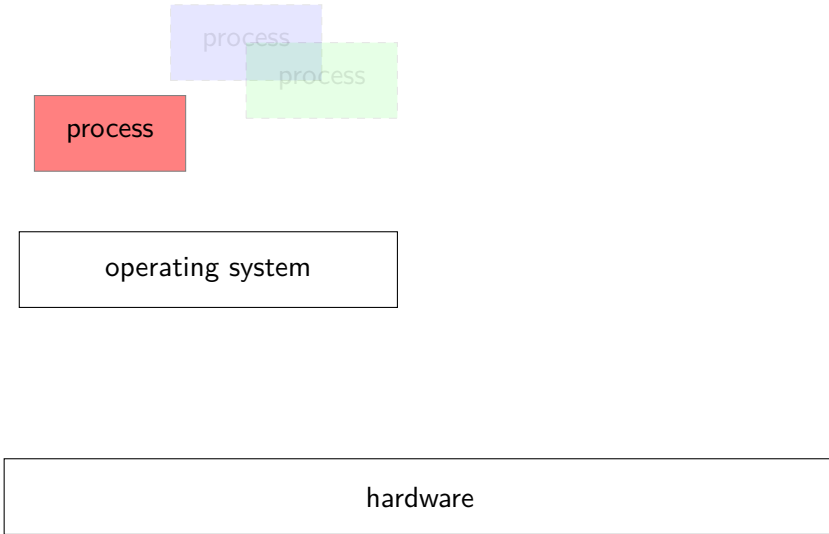 process
process
process
operating system
hardware